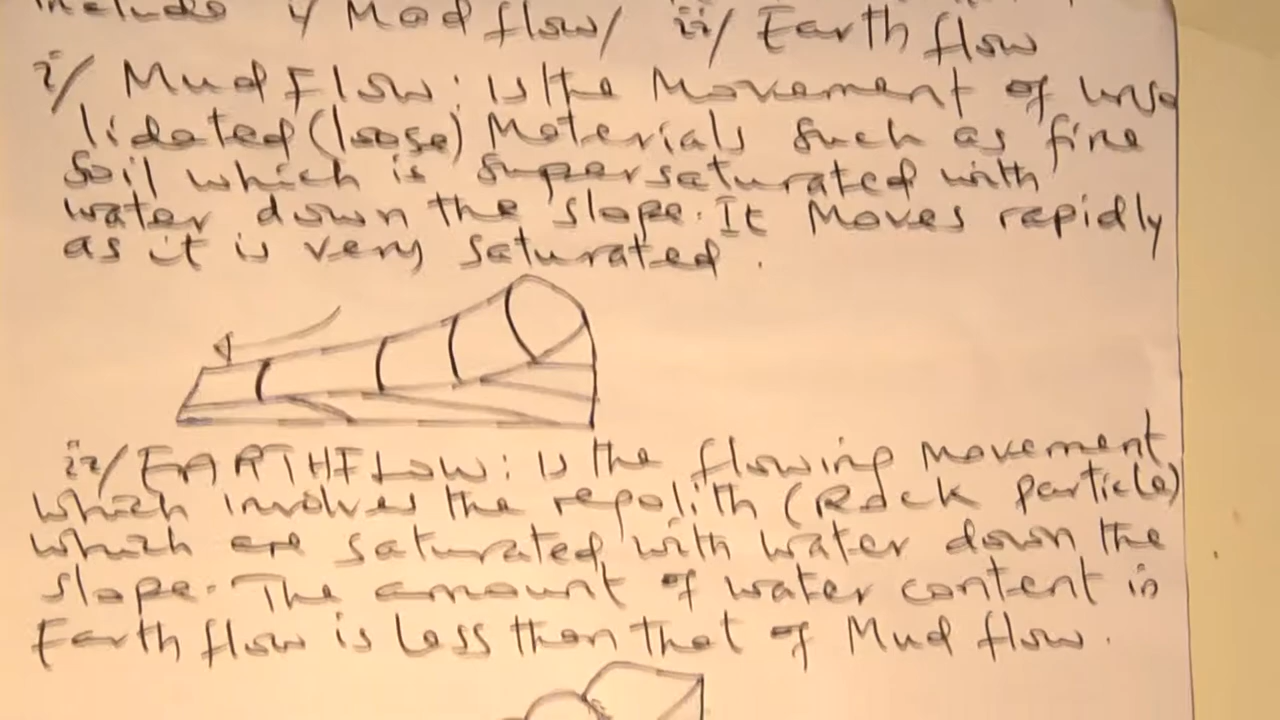 include i/ Mud flow/ ii/ Earth flow
i/ Mud Flow: is the Movement of unso
lidated (loose) Materials such as fine
Soil which is supersaturated with
water down the slope. It Moves rapidly
as it is very saturated.
ii/ EARTHFLOW: is the flowing movement
which involves the regolith (Rock particle)
which are saturated with water down the
slope. The amount of water content in
Earth flow is less than that of Mud flow.